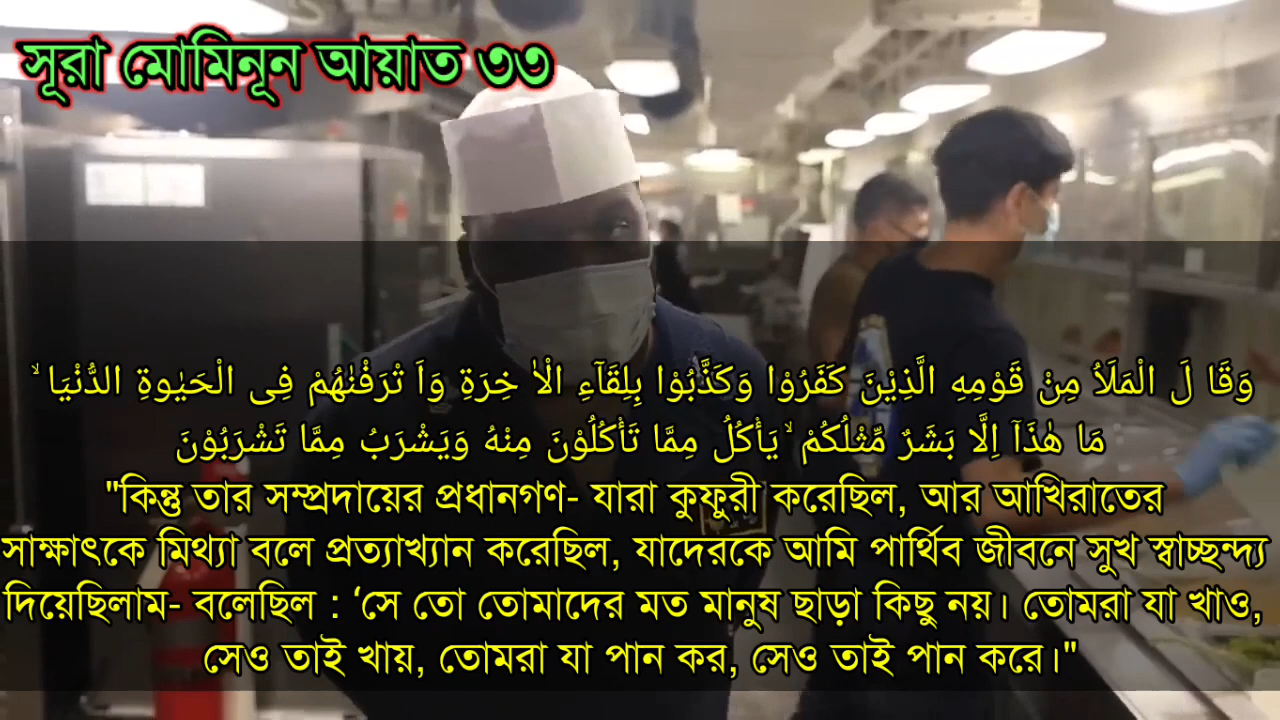 সূরা মোমিনূন আয়াত ৩৩
وَقَا لَ الْمَلَاُ مِنْ قَوْمِهِ الَّذِيْنَ كَفَرُوْا وَكَذَّبُوْا بِلِقَآءِ الْاٰ خِرَةِ وَاَ تْرَفْنٰهُمْ فِى الْحَيٰوةِ الدُّنْيَا ۙ
مَا هٰذَاۤ اِلَّا بَشَرٌ مِّثْلُكُمْ ۙ يَأْكُلُ مِمَّا تَأْكُلُوْنَ مِنْهُ وَيَشْرَبُ مِمَّا تَشْرَبُوْنَ
"কিন্তু তার সম্প্রদায়ের প্রধানগণ- যারা কুফুরী করেছিল, আর আখিরাতের
সাক্ষাৎকে মিথ্যা বলে প্রত্যাখ্যান করেছিল, যাদেরকে আমি পার্থিব জীবনে সুখ স্বাচ্ছন্দ্য
দিয়েছিলাম- বলেছিল : ‘সে তো তোমাদের মত মানুষ ছাড়া কিছু নয়। তোমরা যা খাও,
সেও তাই খায়, তোমরা যা পান কর, সেও তাই পান করে।"